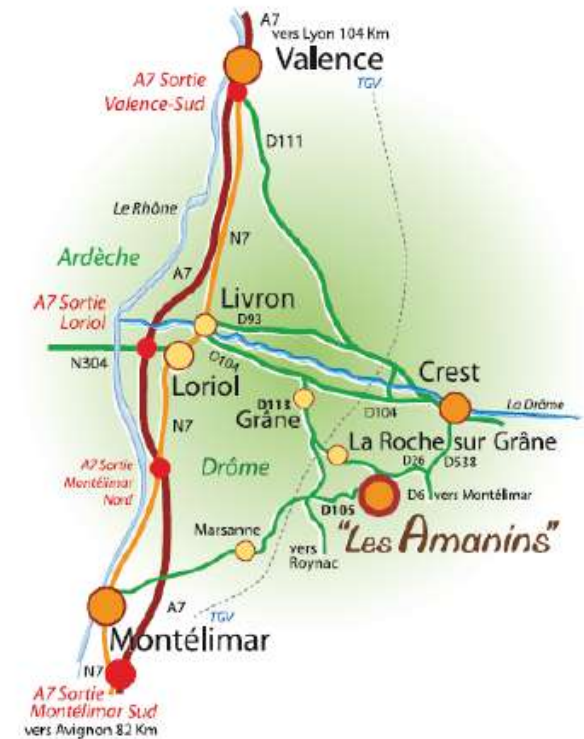 A7
vers Lyon 104 Km
Valence
TGV
A7 Sortie
Valence-Sud
D111
Le Rhône
N7
Ardèche
A7
A7 Sortie
Loriol
Livron
D93
D104
N304
Loriol
Crest
La Drôme
D113
Grâne
D104
N7
La Roche sur Grâne
A7 Sortie
Montélimar
Nord
Drôme
D26
D538
D6 vers Montélimar
D105
"Les Amanins"
Marsanne
vers
Roynac
A7
TGV
Montélimar
N7
A7 Sortie
Montélimar Sud
vers Avignon 82 Km